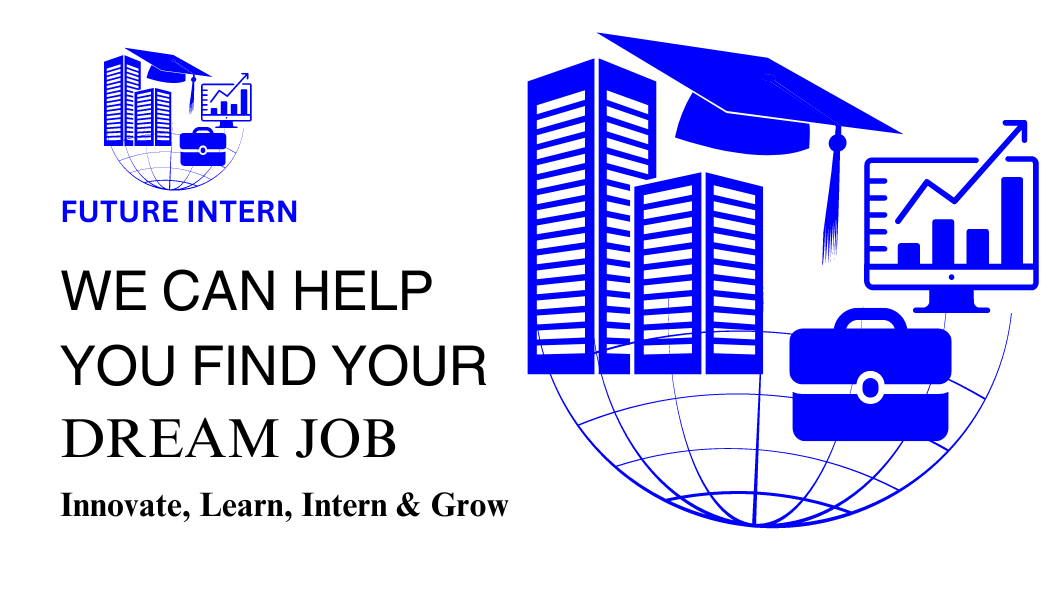 FUTURE INTERN
WE CAN HELP
YOU FIND YOUR
DREAM JOB
Innovate, Learn, Intern & Grow